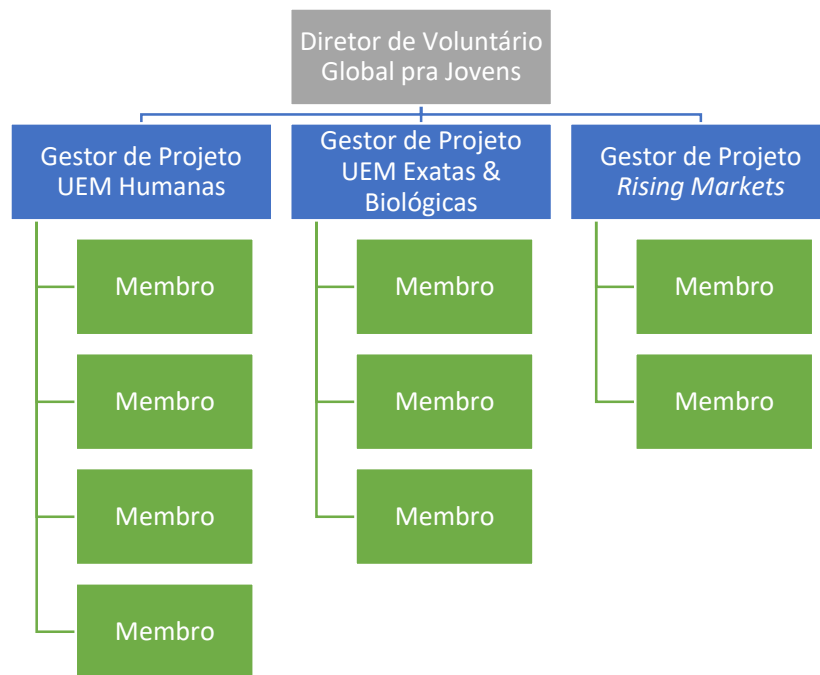 Diretor de Voluntário
Global pra Jovens
Gestor de Projeto
UEM Humanas
Membro
Membro
Membro
Membro
Gestor de Projeto
UEM Exatas &
Biológicas
Membro
Membro
Membro
Gestor de Projeto
Rising Markets
Membro
Membro